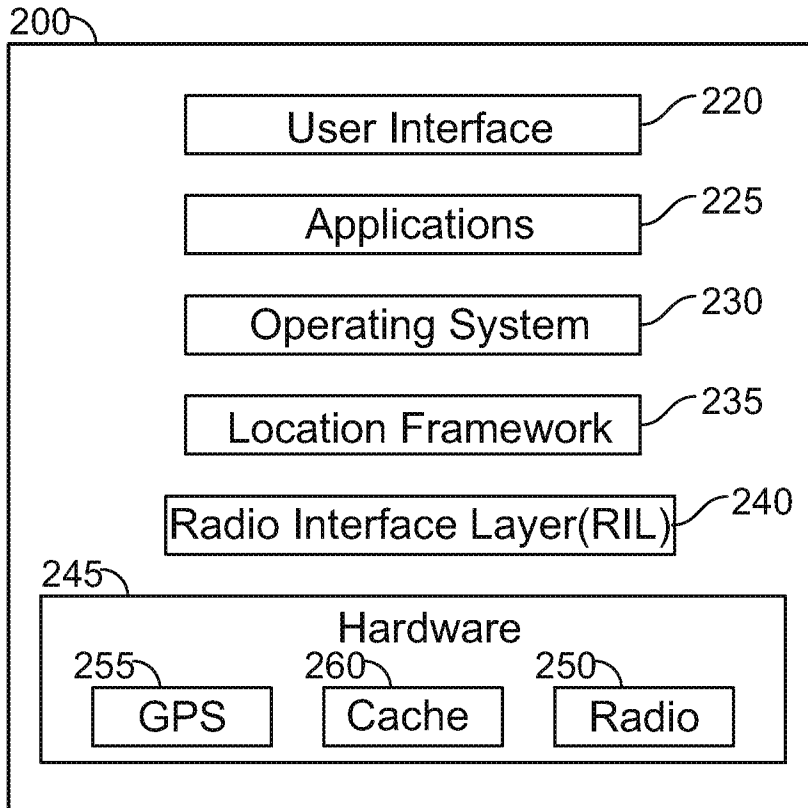 200
User Interface 220
Applications 225
Operating System 230
Location Framework 235
Radio Interface Layer(RIL) 240
245
Hardware
255 260 250
GPS Cache Radio